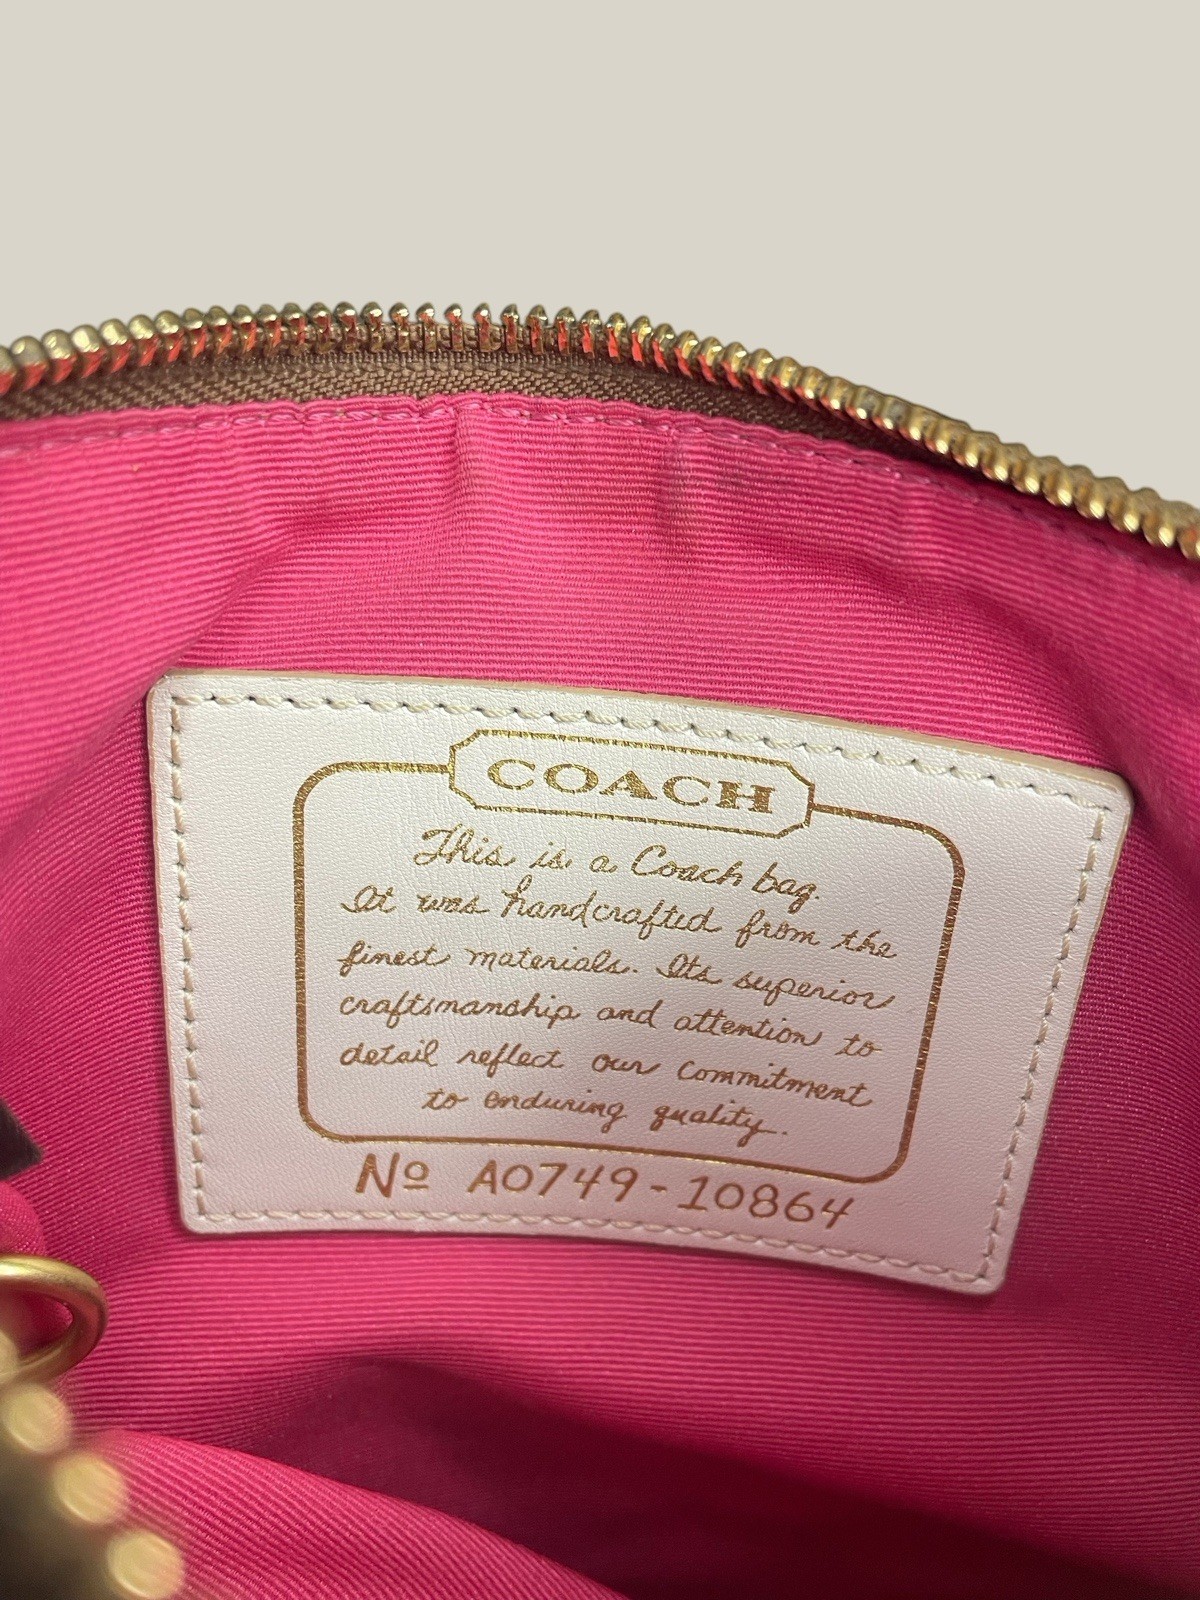 COACH
This is a Coach bag.
It was handcrafted from the
finest materials. Its superior
craftsmanship and attention to
detail reflect our commitment
to enduring quality.
Nº A0749-10864